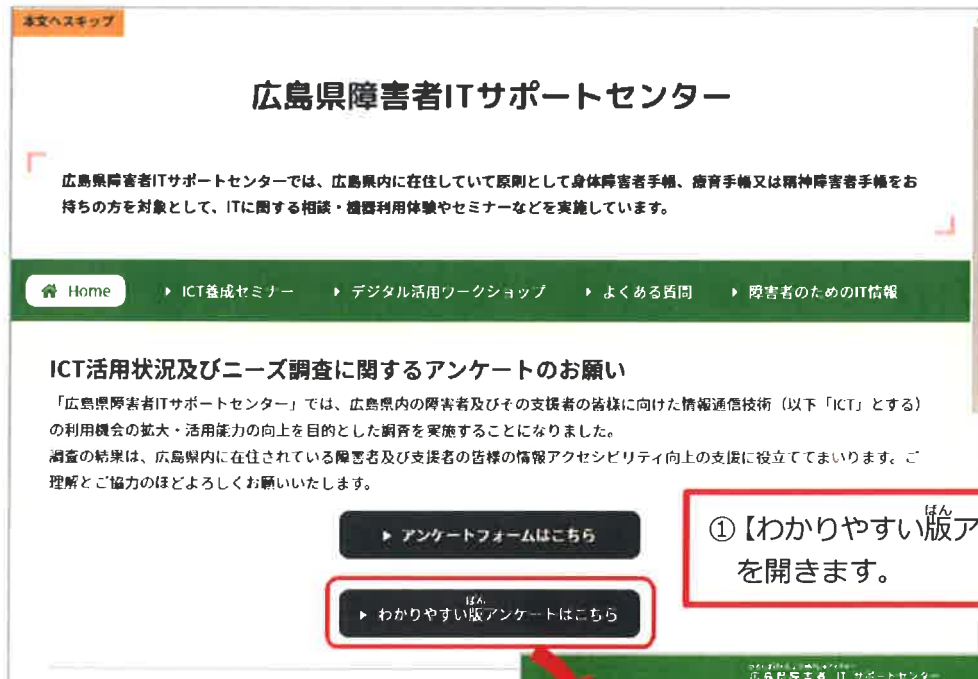 本文へスキップ
広島県障害者ITサポートセンター
広島県障害者ITサポートセンターでは、広島県内に在住していて原則として身体障害者手帳、療育手帳又は精神障害者手帳をお
持ちの方を対象として、ITに関する相談・機器利用体験やセミナーなどを実施しています。
Home ICT養成セミナー デジタル活用ワークショップ よくある質問 障害者のためのIT情報
ICT活用状況及びニーズ調査に関するアンケートのお願い
「広島県障害者ITサポートセンター」では、広島県内の障害者及びその支援者の皆様に向けた情報通信技術（以下「ICT」とする）
の利用機会の拡大・活用能力の向上を目的とした調査を実施することになりました。
調査の結果は、広島県内に在住されている障害者及び支援者の皆様の情報アクセシビリティ向上の支援に役立ててまいります。ご
理解とご協力のほどよろしくお願いいたします。
アンケートフォームはこちら
ばん
①【わかりやすい版ア
を開きます。
ばん
わかりやすい版アンケートはこちら
広島県障害者 IT サポートセンター